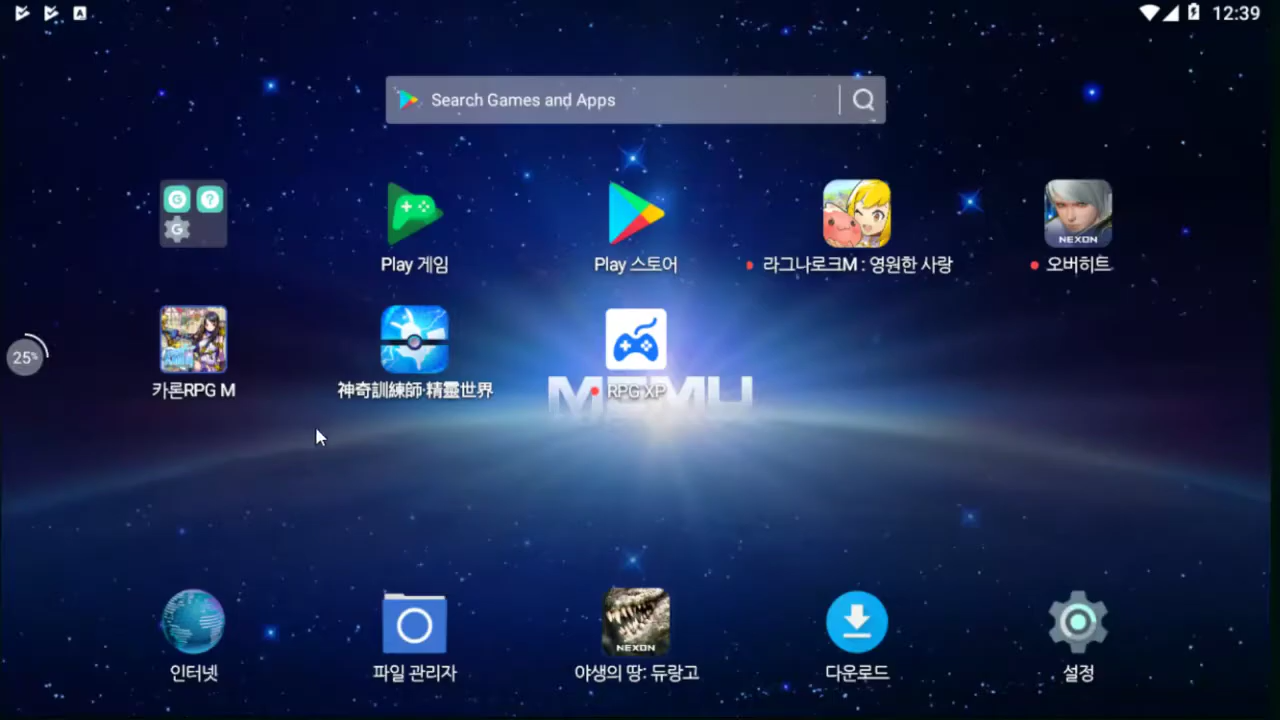 12:39
Search Games and Apps
G
?
G
NEXON
Play 게임
Play 스토어
라그나로크M : 영원한 사랑
오버히트
25%
카론RPG M
神奇訓練師·精靈世界
RPG XP
MEMU
NEXON
인터넷
파일 관리자
야생의 땅: 듀랑고
다운로드
설정